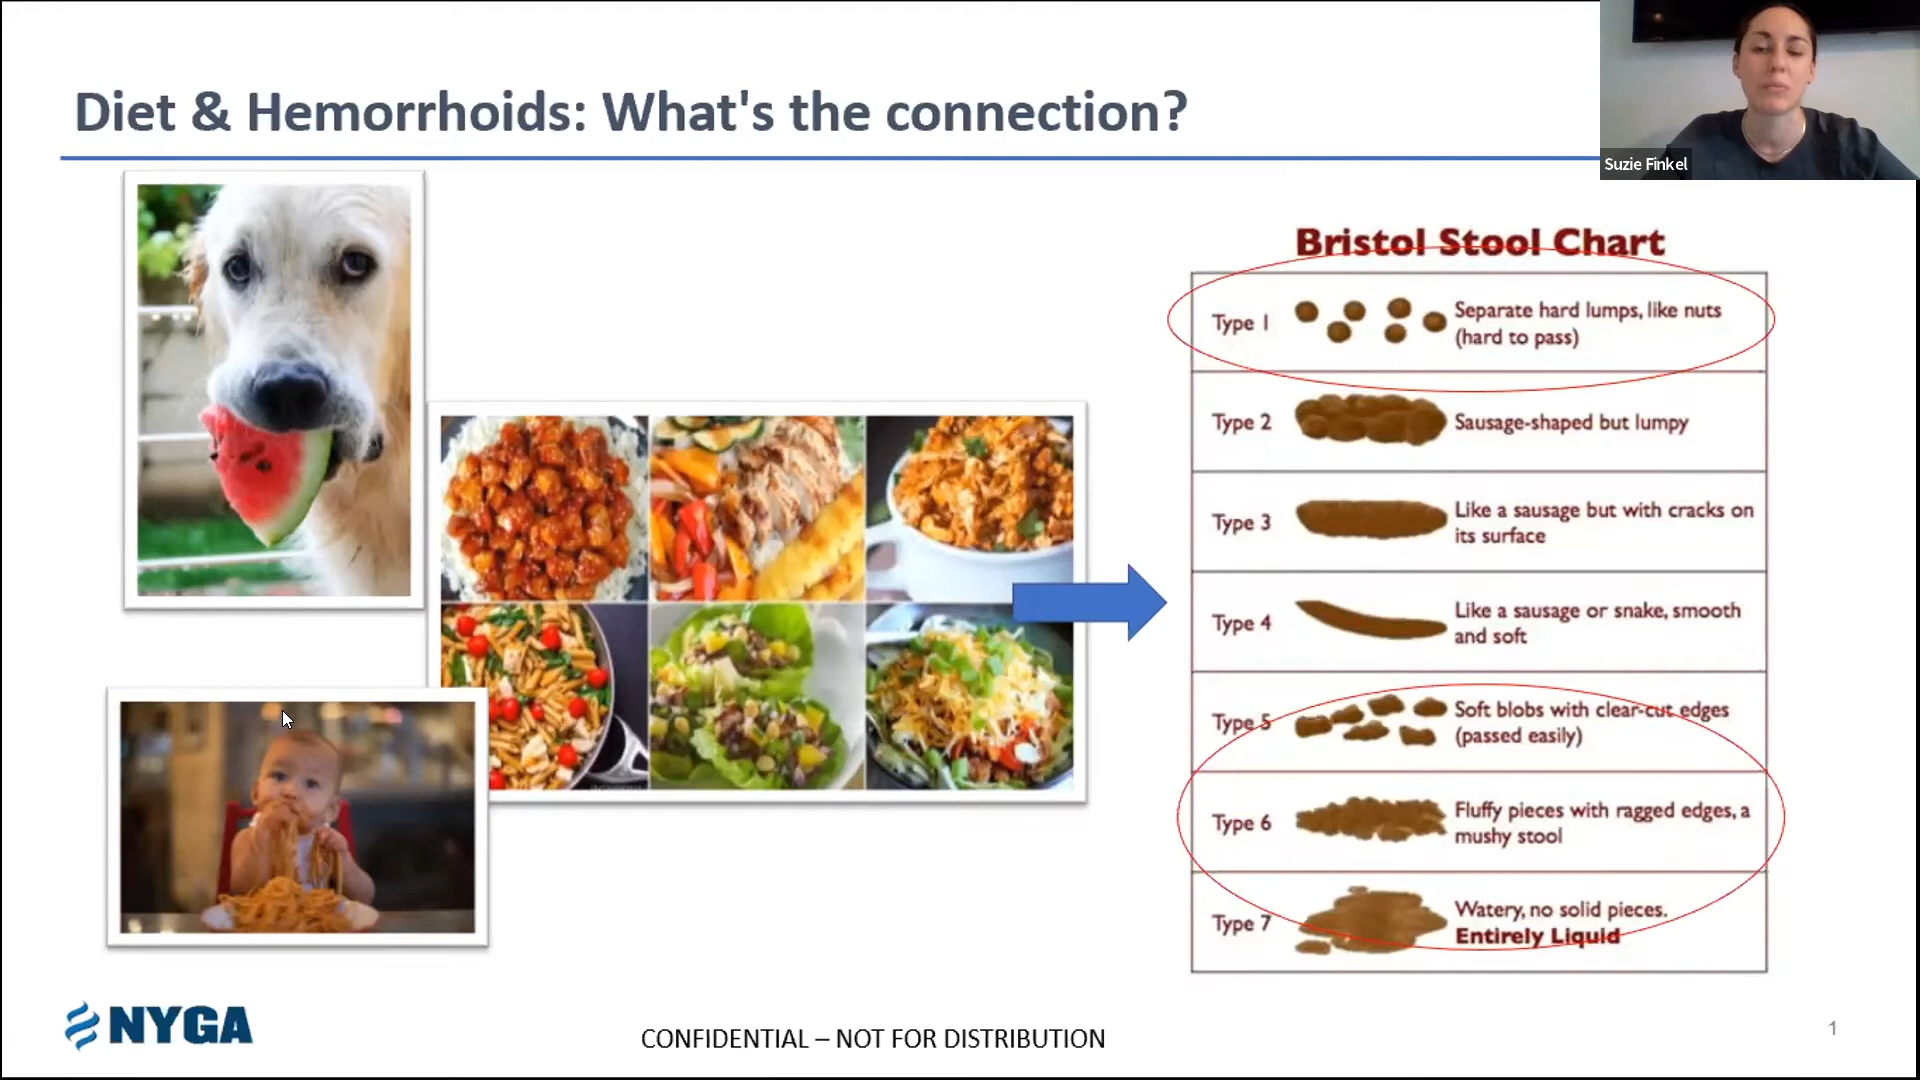 Diet & Hemorrhoids: What's the connection?
Suzie Finkel
Bristol Stool Chart
Type 1
Separate hard lumps, like nuts
(hard to pass)
Type 2
Sausage-shaped but lumpy
Type 3
Like a sausage but with cracks on
its surface
Type 4
Like a sausage or snake, smooth
and soft
Type 5
Soft blobs with clear-cut edges
(passed easily)
Type 6
Fluffy pieces with ragged edges, a
mushy stool
Type 7
Watery, no solid pieces.
Entirely Liquid
NYGA
CONFIDENTIAL – NOT FOR DISTRIBUTION
1